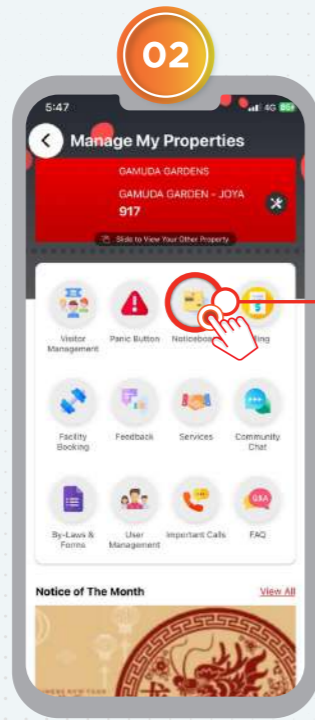 02
5:47
4G
Manage My Properties
GAMUDA GARDENS
GAMUDA GARDEN - JOYA
917
Slide to View Your Other Property
Visitor Management
Panic Button
Facility Booking
Feedback
Services
Community Chat
By-Laws & Forms
User Management
Important Calls
FAQ
Q&A
Notice of The Month
View All
龙